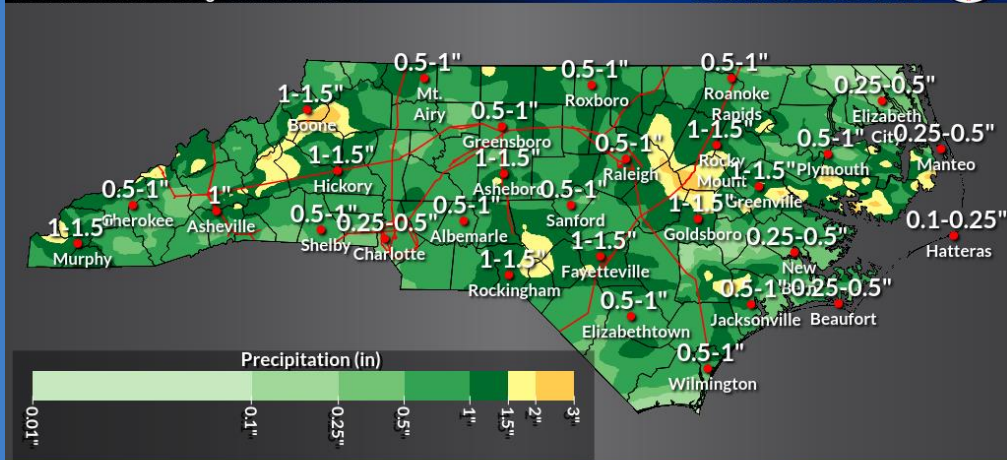 0.5-1"
Mt.
Airy
0.5-1"
Roxboro
0.5-1"
Roanoke
Rapids
0.25-0.5"
Elizabeth
City
1-1.5"
Boone
0.5-1"
Greensboro
1-1.5"
Rocky
Mount
0.5-1"
Plymouth
0.25-0.5"
Manteo
1-1.5"
Hickory
1-1.5"
Asheboro
0.5-1"
Raleigh
1-1.5"
Greenville
0.5-1"
Cherokee
1"
Asheville
0.5-1"
Shelby
0.25-0.5"
Charlotte
0.5-1"
Albemarle
0.5-1"
Sanford
1-1.5"
Goldsboro
0.1-0.25"
Hatteras
1-1.5"
Murphy
1-1.5"
Rockingham
1-1.5"
Fayetteville
0.25-0.5"
New
0.5-1"
Jacksonville
0.25-0.5"
Beaufort
0.5-1"
Elizabethtown
0.5-1"
Wilmington
Precipitation (in)
0.01"
0.1"
0.25"
0.5"
1"
1.5"
2"
3"